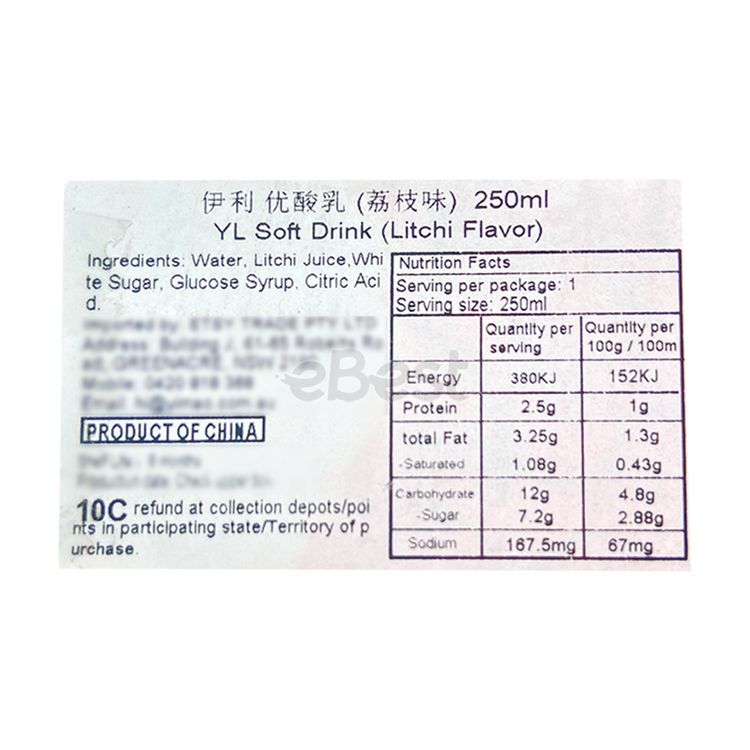 伊利 优酸乳 (荔枝味) 250ml
YL Soft Drink (Litchi Flavor)
Ingredients: Water, Litchi Juice,Whi
te Sugar, Glucose Syrup, Citric Aci
d.
PRODUCT OF CHINA
10C refund at collection depots/poi
nts in participating state/Territory of p
urchase.
Nutrition Facts
Serving per package: 1
Serving size: 250ml
Quantity per serving Quantity per 100g / 100m
Energy 380KJ 152KJ
Protein 2.5g 1g
total Fat 3.25g 1.3g
-Saturated 1.08g 0.43g
Carbohydrate 12g 4.8g
-Sugar 7.2g 2.88g
Sodium 167.5mg 67mg
eBest